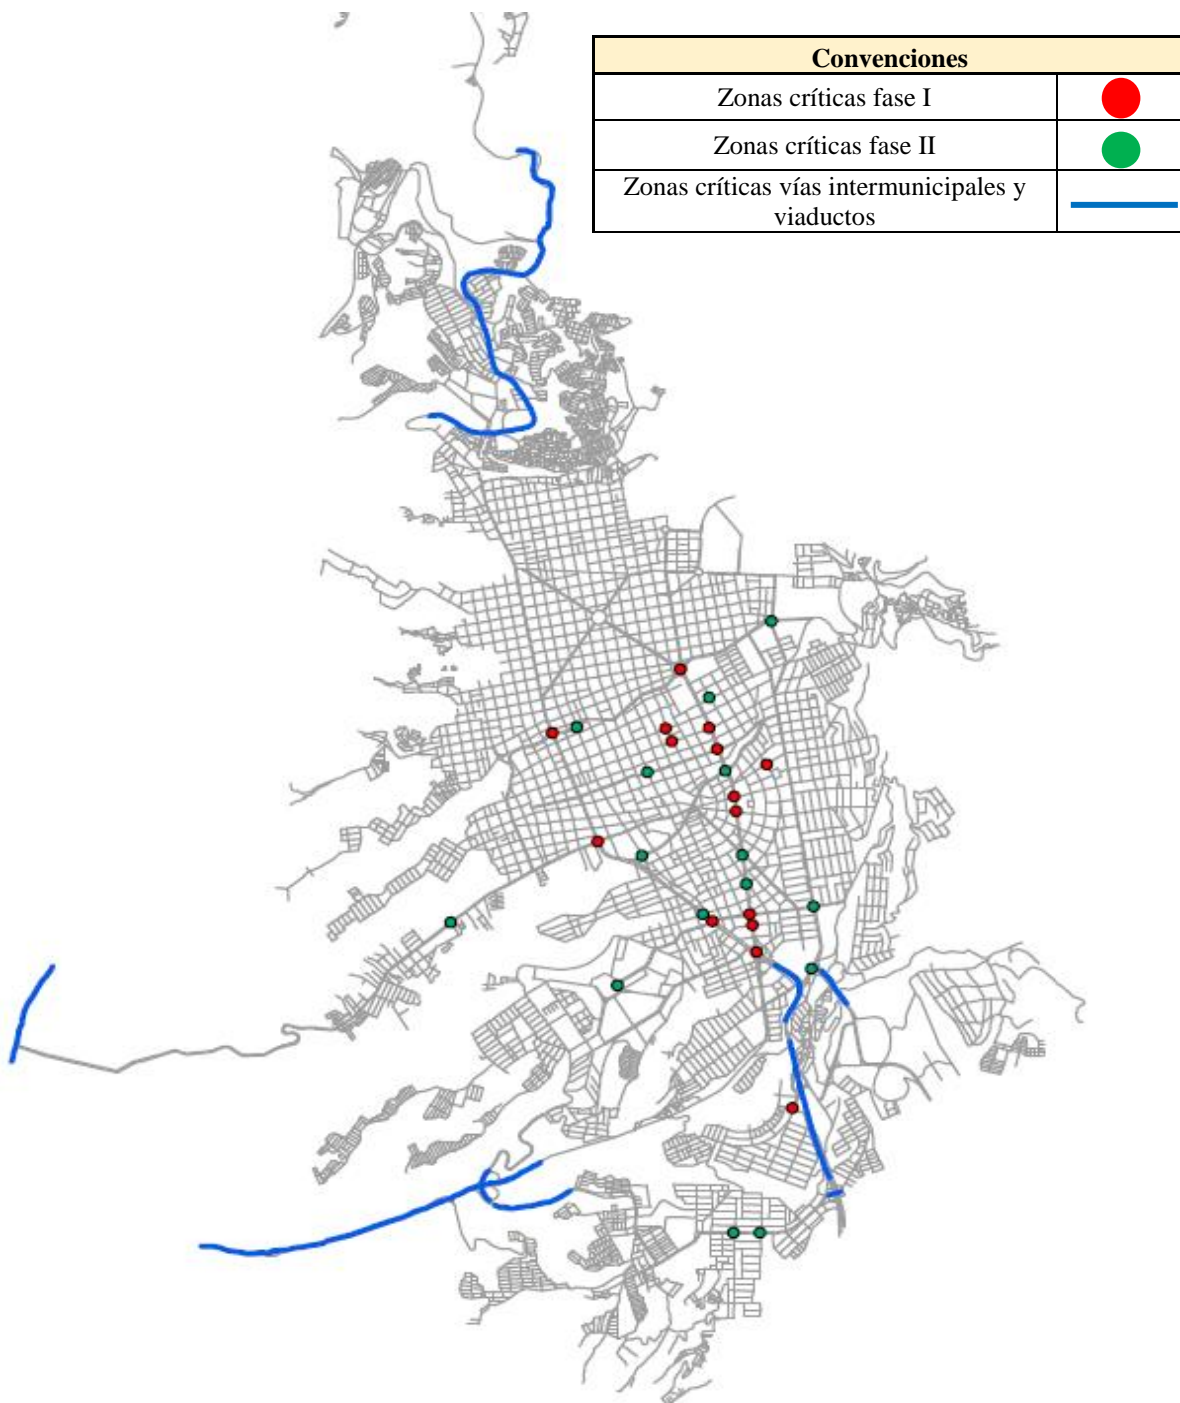 Convenciones
Zonas críticas fase I
Zonas críticas fase II
Zonas críticas vías intermunicipales y
viaductos